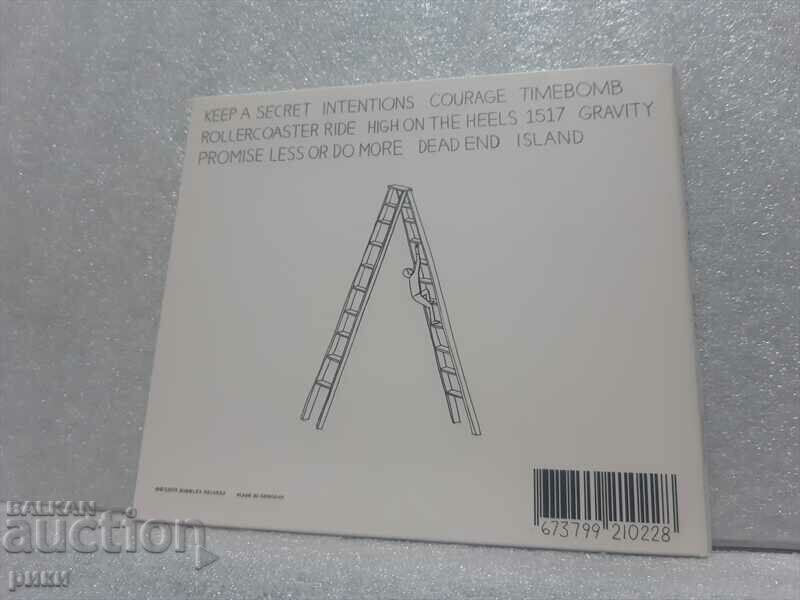 KEEP A SECRET INTENTIONS COURAGE TIMEBOMB
ROLLERCOASTER RIDE HIGH ON THE HEELS 1517 GRAVITY
PROMISE LESS OR DO MORE DEAD END ISLAND
673799 210228
БALKAN
auction
рики